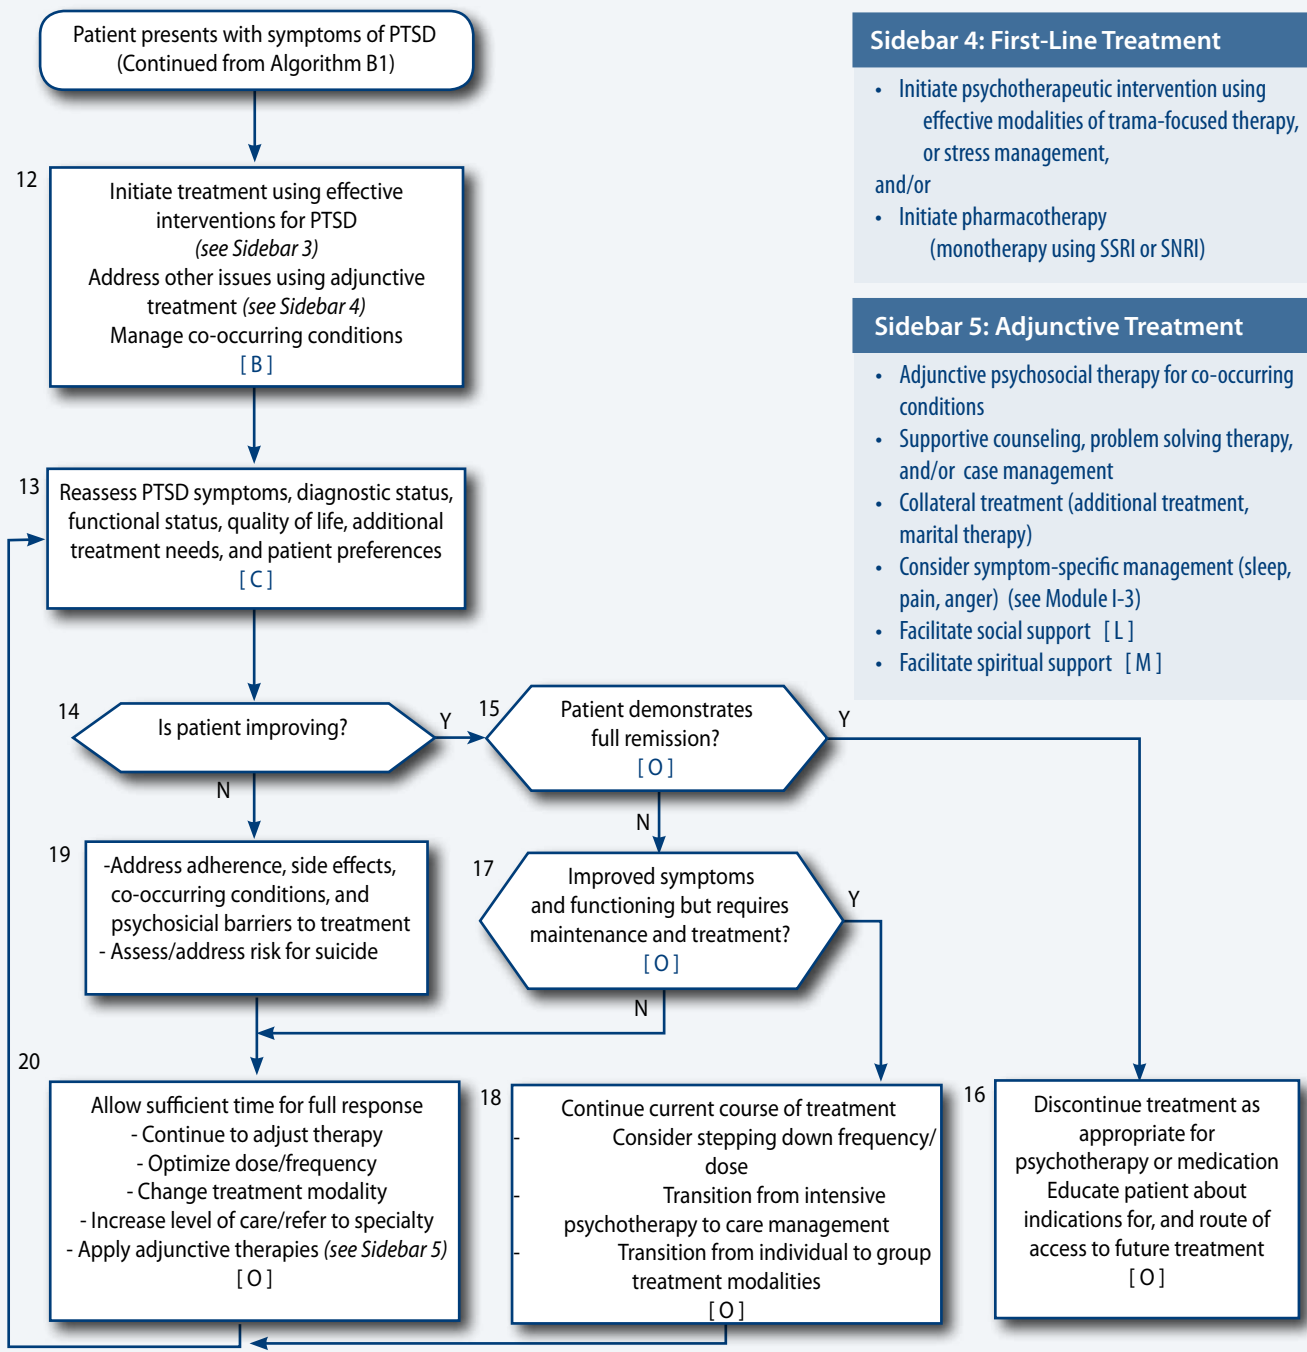 Patient presents with symptoms of PTSD
(Continued from Algorithm B1)
12
Initiate treatment using effective
interventions for PTSD
(see Sidebar 3)
Address other issues using adjunctive
treatment (see Sidebar 4)
Manage co-occurring conditions
[ B ]
13
Reassess PTSD symptoms, diagnostic status,
functional status, quality of life, additional
treatment needs, and patient preferences
[ C ]
14
Is patient improving?
Y
N
15
Patient demonstrates
full remission?
[ O ]
Y
N
19
-Address adherence, side effects,
co-occurring conditions, and
psychosicial barriers to treatment
- Assess/address risk for suicide
17
Improved symptoms
and functioning but requires
maintenance and treatment?
[ O ]
Y
N
20
Allow sufficient time for full response
- Continue to adjust therapy
- Optimize dose/frequency
- Change treatment modality
- Increase level of care/refer to specialty
- Apply adjunctive therapies (see Sidebar 5)
[ O ]
18
Continue current course of treatment
- Consider stepping down frequency/
dose
- Transition from intensive
psychotherapy to care management
- Transition from individual to group
treatment modalities
[ O ]
16
Discontinue treatment as
appropriate for
psychotherapy or medication
Educate patient about
indications for, and route of
access to future treatment
[ O ]
Sidebar 4: First-Line Treatment
• Initiate psychotherapeutic intervention using
effective modalities of trama-focused therapy,
or stress management,
and/or
• Initiate pharmacotherapy
(monotherapy using SSRI or SNRI)
Sidebar 5: Adjunctive Treatment
• Adjunctive psychosocial therapy for co-occurring
conditions
• Supportive counseling, problem solving therapy,
and/or case management
• Collateral treatment (additional treatment,
marital therapy)
• Consider symptom-specific management (sleep,
pain, anger) (see Module I-3)
• Facilitate social support [ L ]
• Facilitate spiritual support [ M ]